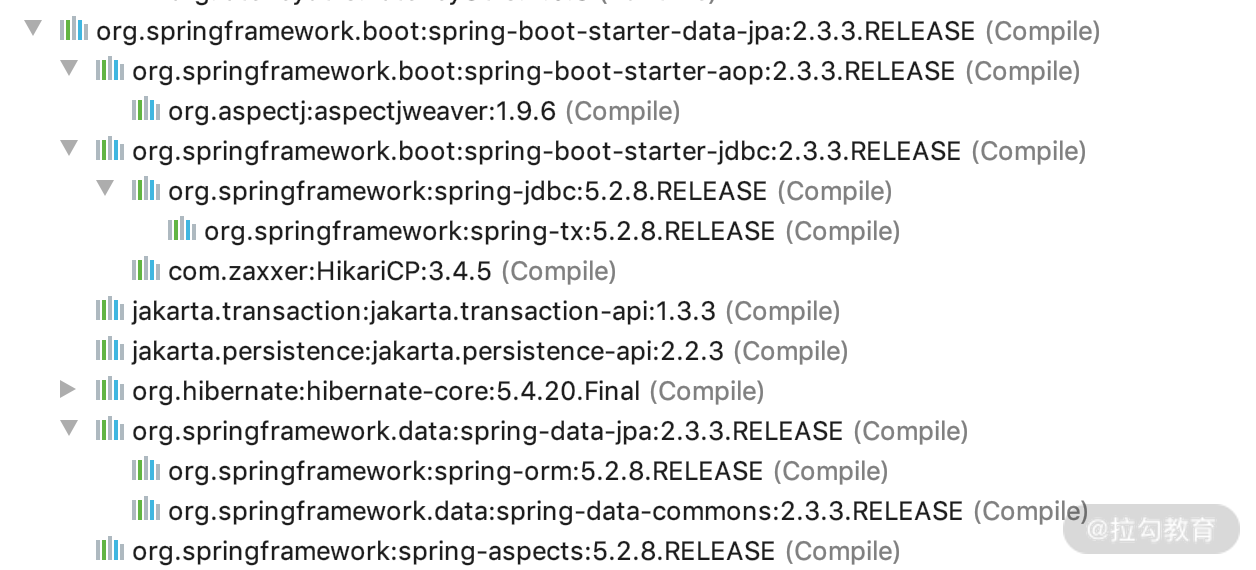 org.springframework.boot:spring-boot-starter-data-jpa:2.3.3.RELEASE (Compile)
org.springframework.boot:spring-boot-starter-aop:2.3.3.RELEASE (Compile)
org.aspectj:aspectjweaver:1.9.6 (Compile)
org.springframework.boot:spring-boot-starter-jdbc:2.3.3.RELEASE (Compile)
org.springframework:spring-jdbc:5.2.8.RELEASE (Compile)
org.springframework:spring-tx:5.2.8.RELEASE (Compile)
com.zaxxer:HikariCP:3.4.5 (Compile)
jakarta.transaction:jakarta.transaction-api:1.3.3 (Compile)
jakarta.persistence:jakarta.persistence-api:2.2.3 (Compile)
org.hibernate:hibernate-core:5.4.20.Final (Compile)
org.springframework.data:spring-data-jpa:2.3.3.RELEASE (Compile)
org.springframework:spring-orm:5.2.8.RELEASE (Compile)
org.springframework.data:spring-data-commons:2.3.3.RELEASE (Compile)
@拉勾教育
org.springframework:spring-aspects:5.2.8.RELEASE (Compile)